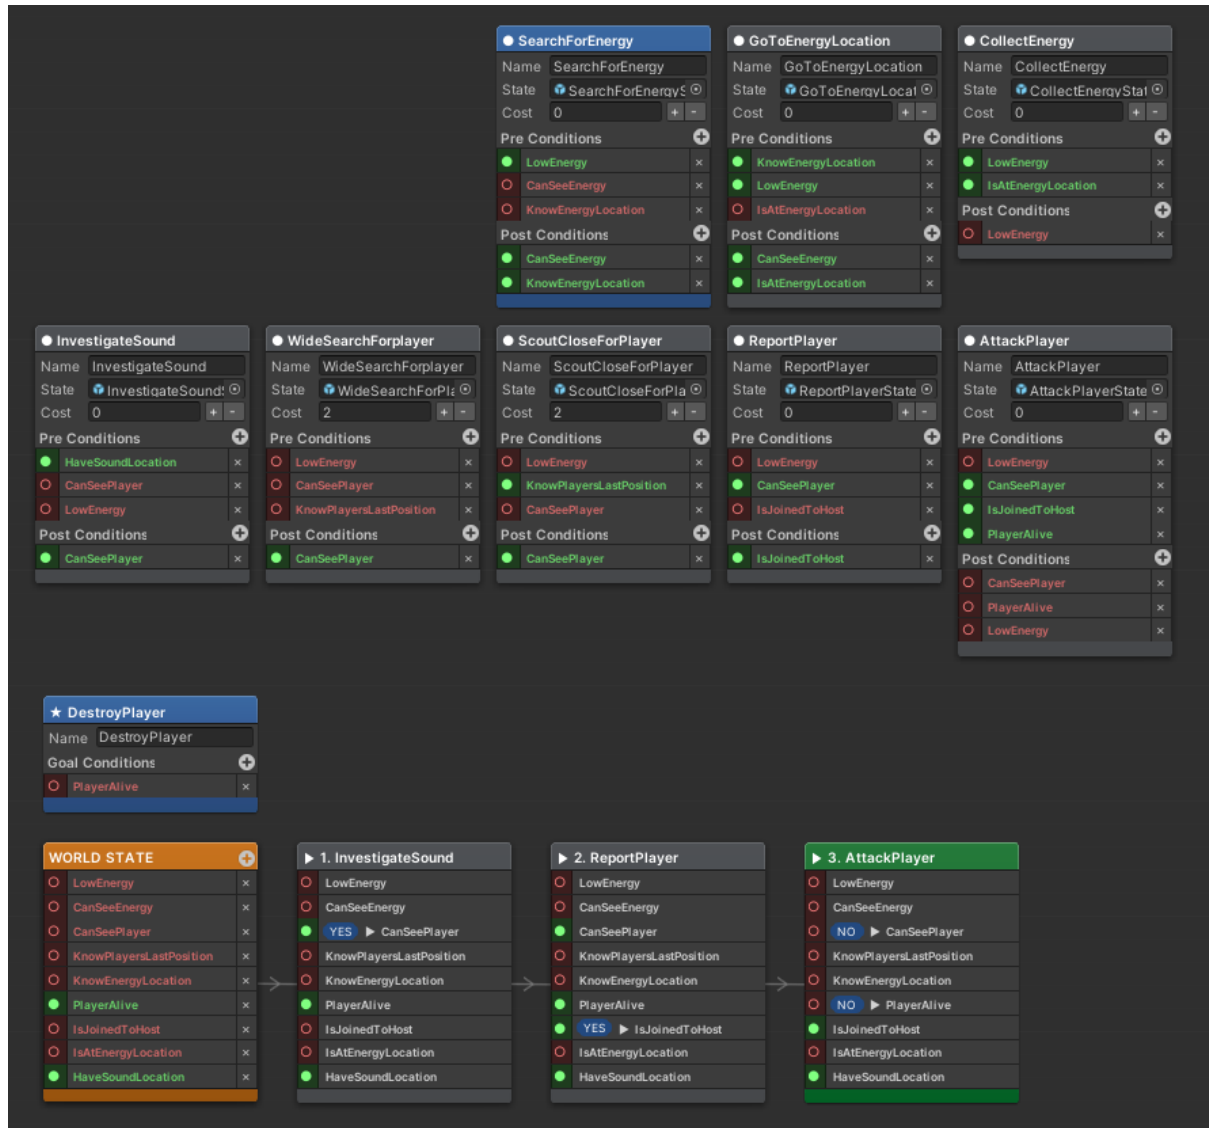 SearchForEnergy
Name SearchForEnergy
State SearchForEnergyS
Cost 0 + -
Pre Conditions
LowEnergy ×
CanSeeEnergy ×
KnowEnergyLocation ×
Post Conditions
CanSeeEnergy ×
KnowEnergyLocation ×
GoToEnergyLocation
Name GoToEnergyLocation
State GoToEnergyLocat
Cost 0 + -
Pre Conditions
KnowEnergyLocation ×
LowEnergy ×
IsAtEnergyLocation ×
Post Conditions
CanSeeEnergy ×
IsAtEnergyLocation ×
CollectEnergy
Name CollectEnergy
State CollectEnergyStat
Cost 0 + -
Pre Conditions
LowEnergy ×
IsAtEnergyLocation ×
Post Conditions
LowEnergy ×
InvestigateSound
Name InvestigateSound
State InvestigateSound
Cost 0 + -
Pre Conditions
HaveSoundLocation ×
CanSeePlayer ×
LowEnergy ×
Post Conditions
CanSeePlayer ×
WideSearchForplayer
Name WideSearchForplayer
State WideSearchForPla
Cost 2 + -
Pre Conditions
LowEnergy ×
CanSeePlayer ×
KnowPlayersLastPosition ×
Post Conditions
CanSeePlayer ×
ScoutCloseForPlayer
Name ScoutCloseForPlayer
State ScoutCloseForPla
Cost 2 + -
Pre Conditions
LowEnergy ×
KnowPlayersLastPosition ×
CanSeePlayer ×
Post Conditions
CanSeePlayer ×
ReportPlayer
Name ReportPlayer
State ReportPlayerState
Cost 0 + -
Pre Conditions
LowEnergy ×
CanSeePlayer ×
IsJoinedToHost ×
Post Conditions
IsJoinedToHost ×
AttackPlayer
Name AttackPlayer
State AttackPlayerState
Cost 0 + -
Pre Conditions
LowEnergy ×
CanSeePlayer ×
IsJoinedToHost ×
PlayerAlive ×
Post Conditions
CanSeePlayer ×
PlayerAlive ×
LowEnergy ×
★ DestroyPlayer
Name DestroyPlayer
Goal Conditions
PlayerAlive ×
WORLD STATE
LowEnergy ×
CanSeeEnergy ×
CanSeePlayer ×
KnowPlayersLastPosition ×
KnowEnergyLocation ×
PlayerAlive ×
IsJoinedToHost ×
IsAtEnergyLocation ×
HaveSoundLocation ×
▶ 1. InvestigateSound
LowEnergy
CanSeeEnergy
YES ▶ CanSeePlayer
KnowPlayersLastPosition
KnowEnergyLocation
PlayerAlive
IsJoinedToHost
IsAtEnergyLocation
HaveSoundLocation
▶ 2. ReportPlayer
LowEnergy
CanSeeEnergy
CanSeePlayer
KnowPlayersLastPosition
KnowEnergyLocation
PlayerAlive
YES ▶ IsJoinedToHost
IsAtEnergyLocation
HaveSoundLocation
▶ 3. AttackPlayer
LowEnergy
CanSeeEnergy
NO ▶ CanSeePlayer
KnowPlayersLastPosition
KnowEnergyLocation
NO ▶ PlayerAlive
IsJoinedToHost
IsAtEnergyLocation
HaveSoundLocation